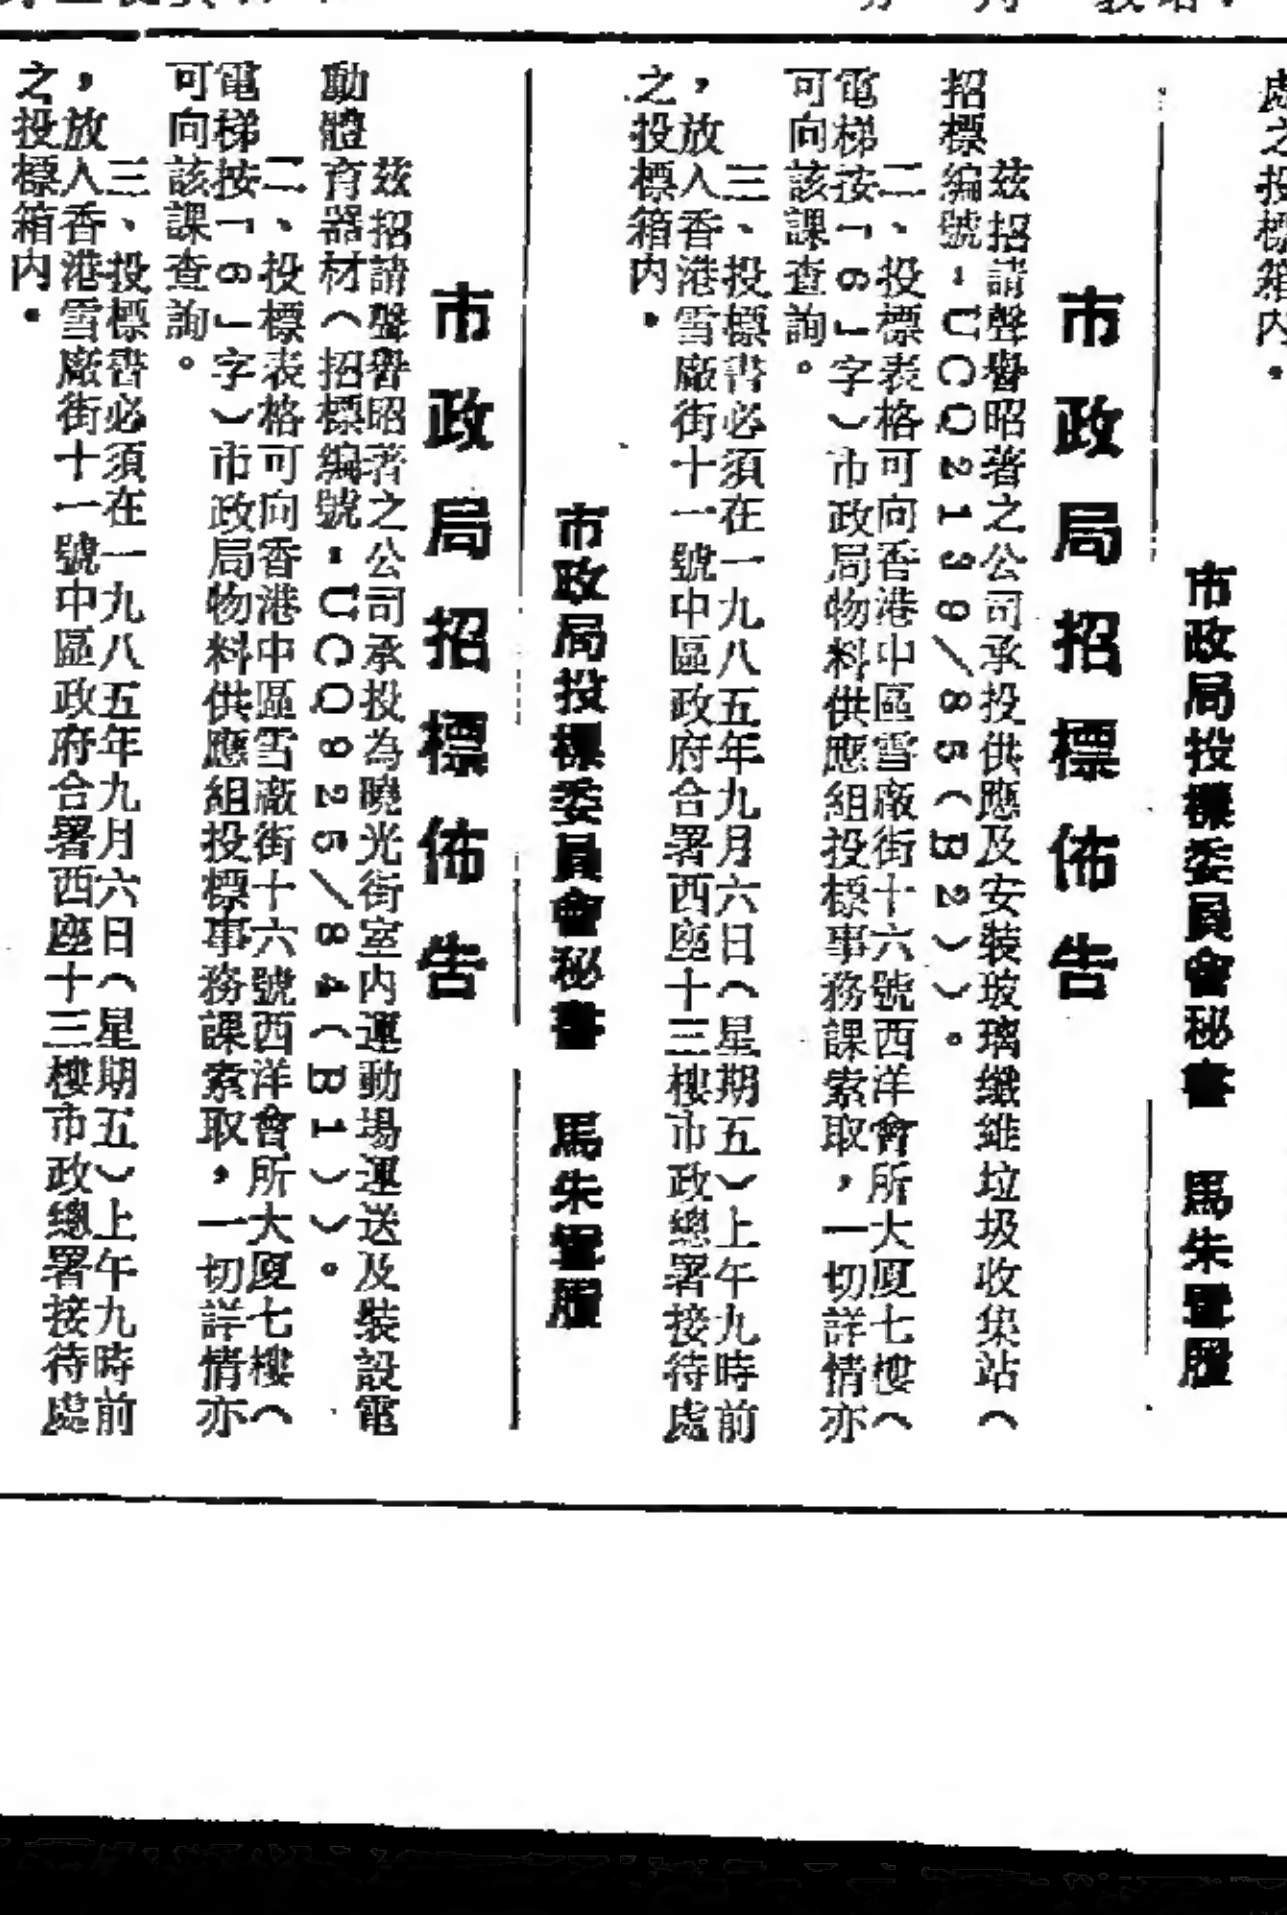 處之投標箱內。
市政局投標委員會秘書 馬朱雪履
市政局招標佈告
茲招請聲譽昭著之公司承投供應及安裝玻璃纖維垃圾收集站(
招標編號:UCQ2139/85(B2))。
二、投標表格可向香港中區雪廠街十六號西洋會所大廈七樓(
電梯按「6」字)市政局物料供應組投標事務課索取,一切詳情亦
可向該課查詢。
三、投標書必須在一九八五年九月六日(星期五)上午九時前
,放入香港雪廠街十一號中區政府合署西座十三樓市政總署接待處
之投標箱內。
市政局投標委員會秘書 馬朱雪履
市政局招標佈告
茲招請聲譽昭著之公司承投為曉光街室內運動場運送及裝設電
動體育器材(招標編號:UCQ925/84(B1))。
二、投標表格可向香港中區雪廠街十六號西洋會所大廈七樓(
電梯按「6」字)市政局物料供應組投標事務課索取,一切詳情亦
可向該課查詢。
三、投標書必須在一九八五年九月六日(星期五)上午九時前
,放入香港雪廠街十一號中區政府合署西座十三樓市政總署接待處
之投標箱內。